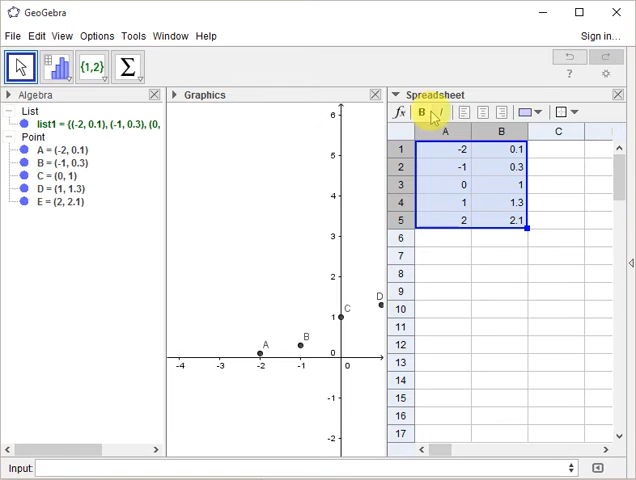 GeoGebra
File Edit View Options Tools Window Help Sign in...
{1,2} Σ ?
Algebra
List
list1 = {(-2, 0.1), (-1, 0.3), (0,
Point
A = (-2, 0.1)
B = (-1, 0.3)
C = (0, 1)
D = (1, 1.3)
E = (2, 2.1)
Graphics
6
5
4
3
2
1
0
-1
-2
-4 -3 -2 -1 0
A
B
C
D
Spreadsheet
fx B I
A B C
1 -2 0.1
2 -1 0.3
3 0 1
4 1 1.3
5 2 2.1
6
7
8
9
10
11
12
13
14
15
16
17
Input: